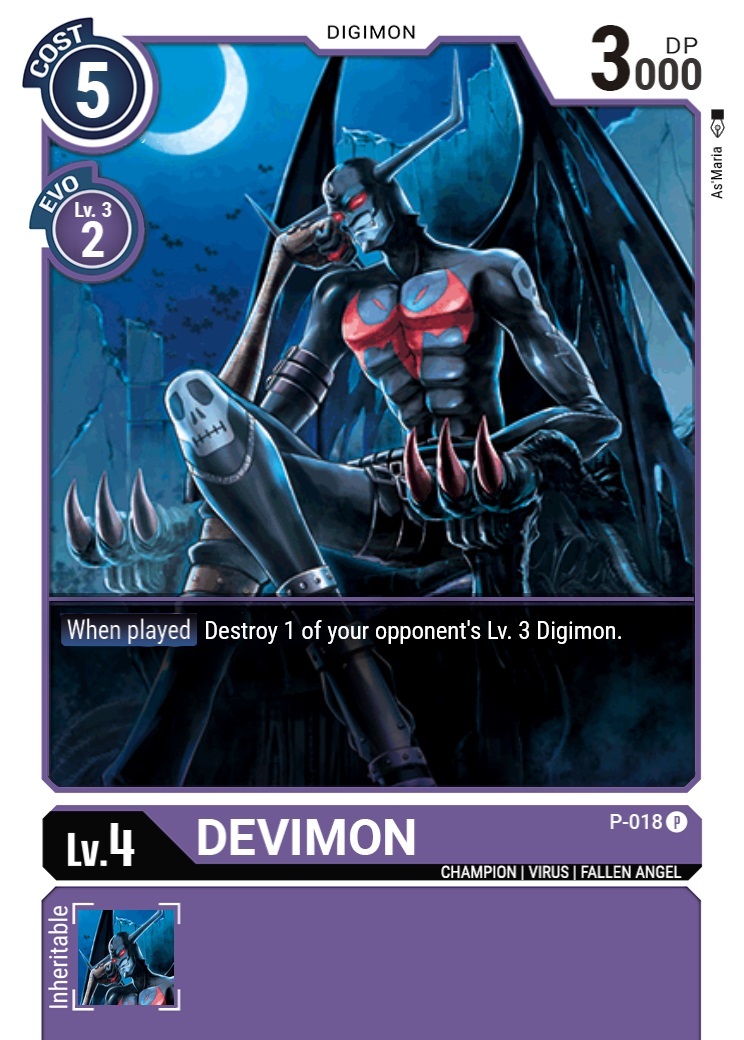 DIGIMON
COST
5
3000
DP
As'Maria
EVO
Lv. 3
2
When played Destroy 1 of your opponent's Lv. 3 Digimon.
P-018 P
Lv.4 DEVIMON
CHAMPION | VIRUS | FALLEN ANGEL
Inheritable